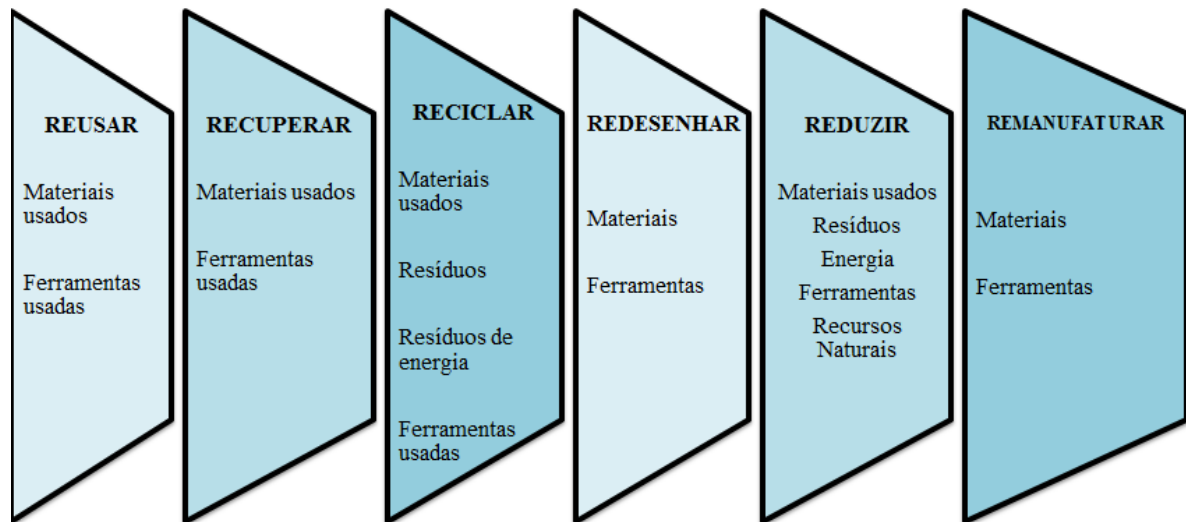 REUSAR
Materiais
usados
Ferramentas
usadas
RECUPERAR
Materiais usados
Ferramentas
usadas
RECICLAR
Materiais
usados
Resíduos
Resíduos de
energia
Ferramentas
usadas
REDESENHAR
Materiais
Ferramentas
REDUZIR
Materiais usados
Resíduos
Energia
Ferramentas
Recursos
Naturais
REMANUFATURAR
Materiais
Ferramentas